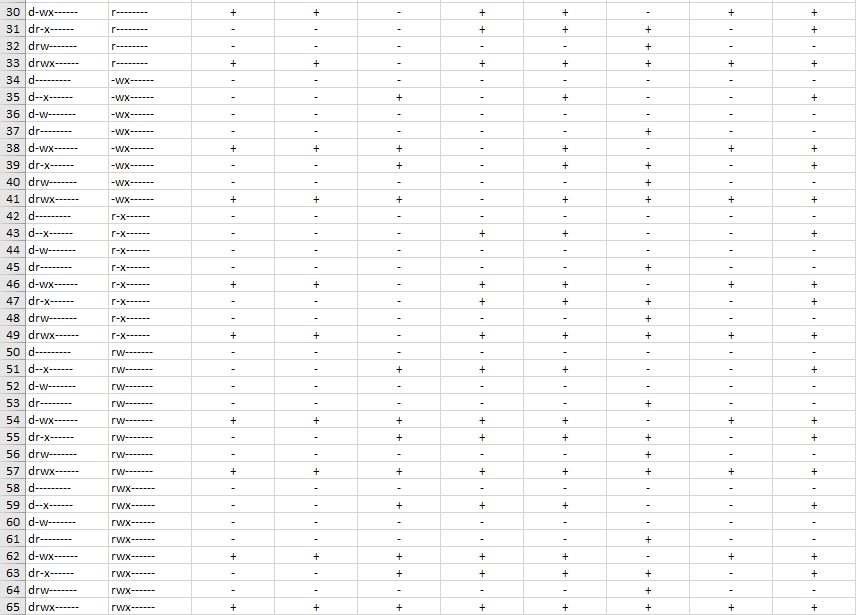 30 d-wx------ r-------- + + - + + - + +
31 dr-x------ r-------- - - - + + + - +
32 drw------- r-------- - - - - - + - -
33 drwx------ r-------- + + - + + + + +
34 d--------- -wx------ - - - - - - - -
35 d--x------ -wx------ - - + - + - - +
36 d-w------- -wx------ - - - - - - - -
37 dr-------- -wx------ - - - - - + - -
38 d-wx------ -wx------ + + + - + - + +
39 dr-x------ -wx------ - - + - + + - +
40 drw------- -wx------ - - - - - + - -
41 drwx------ -wx------ + + + - + + + +
42 d--------- r-x------ - - - - - - - -
43 d--x------ r-x------ - - - + + - - +
44 d-w------- r-x------ - - - - - - - -
45 dr-------- r-x------ - - - - - + - -
46 d-wx------ r-x------ + + - + + - + +
47 dr-x------ r-x------ - - - + + + - +
48 drw------- r-x------ - - - - - + - -
49 drwx------ r-x------ + + - + + + + +
50 d--------- rw------- - - - - - - - -
51 d--x------ rw------- - - + + + - - +
52 d-w------- rw------- - - - - - - - -
53 dr-------- rw------- - - - - - + - -
54 d-wx------ rw------- + + + + + - + +
55 dr-x------ rw------- - - + + + + - +
56 drw------- rw------- - - - - - + - -
57 drwx------ rw------- + + + + + + + +
58 d--------- rwx------ - - - - - - - -
59 d--x------ rwx------ - - + + + - - +
60 d-w------- rwx------ - - - - - - - -
61 dr-------- rwx------ - - - - - + - -
62 d-wx------ rwx------ + + + + + - + +
63 dr-x------ rwx------ - - + + + + - +
64 drw------- rwx------ - - - - - + - -
65 drwx------ rwx------ + + + + + + + +